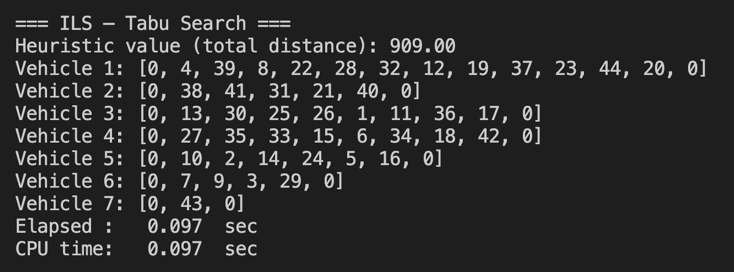 === ILS — Tabu Search ===
Heuristic value (total distance): 909.00
Vehicle 1: [0, 4, 39, 8, 22, 28, 32, 12, 19, 37, 23, 44, 20, 0]
Vehicle 2: [0, 38, 41, 31, 21, 40, 0]
Vehicle 3: [0, 13, 30, 25, 26, 1, 11, 36, 17, 0]
Vehicle 4: [0, 27, 35, 33, 15, 6, 34, 18, 42, 0]
Vehicle 5: [0, 10, 2, 14, 24, 5, 16, 0]
Vehicle 6: [0, 7, 9, 3, 29, 0]
Vehicle 7: [0, 43, 0]
Elapsed :   0.097  sec
CPU time:   0.097  sec